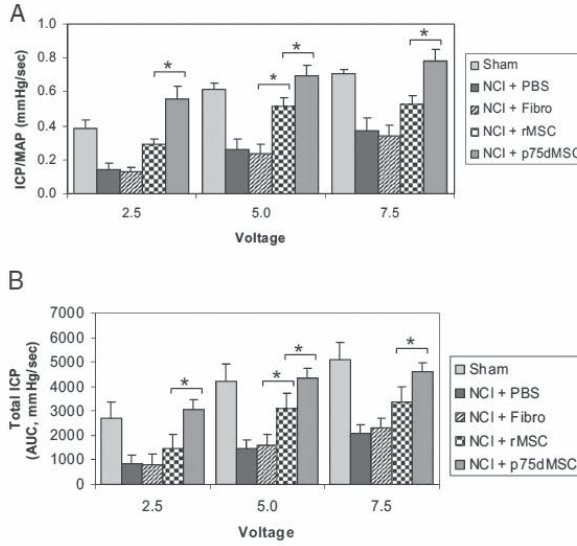 A
ICP/MAP (mmHg/sec)
1.0
0.8
0.6
0.4
0.2
0.0
*
*
*
*
2.5
5.0
7.5
Voltage
Sham
NCI + PBS
NCI + Fibro
NCI + rMSC
NCI + p75dMSC
B
Total ICP
(AUC, mmHg/sec)
7000
6000
5000
4000
3000
2000
1000
0
*
*
*
*
2.5
5.0
7.5
Voltage
Sham
NCI + PBS
NCI + Fibro
NCI + rMSC
NCI + p75dMSC